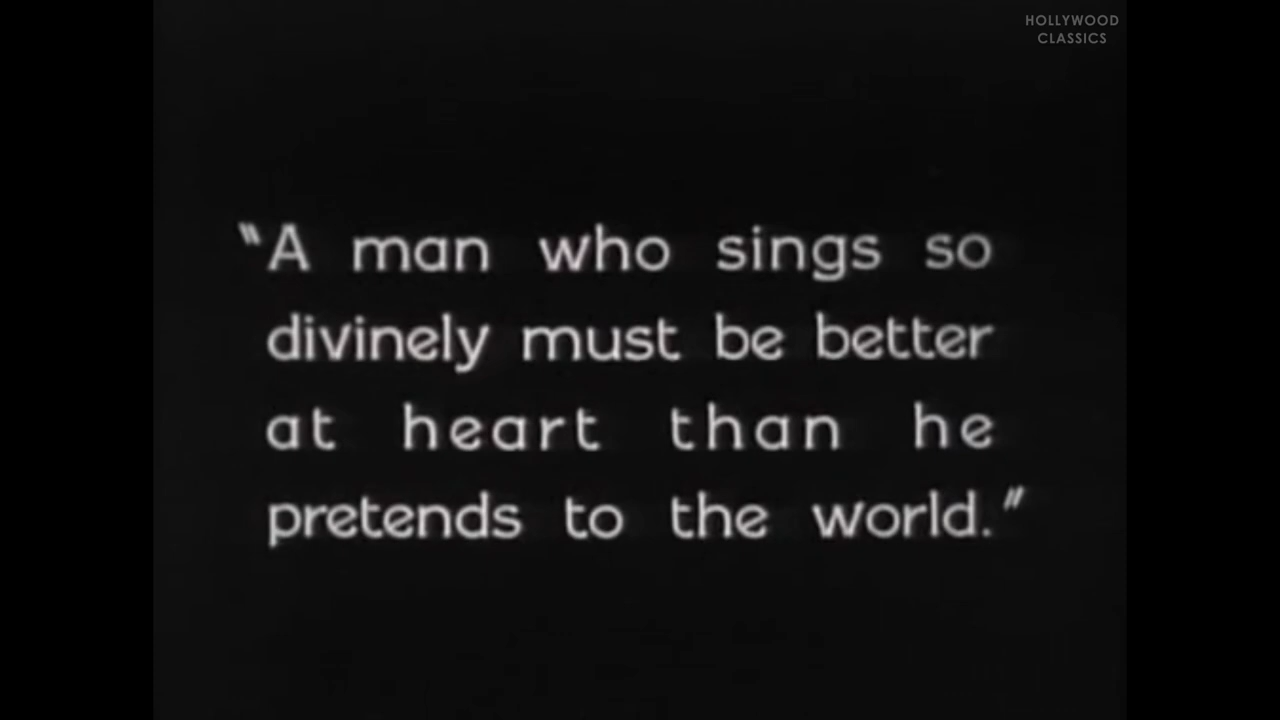 HOLLYWOOD
CLASSICS
"A man who sings so
divinely must be better
at heart than he
pretends to the world."